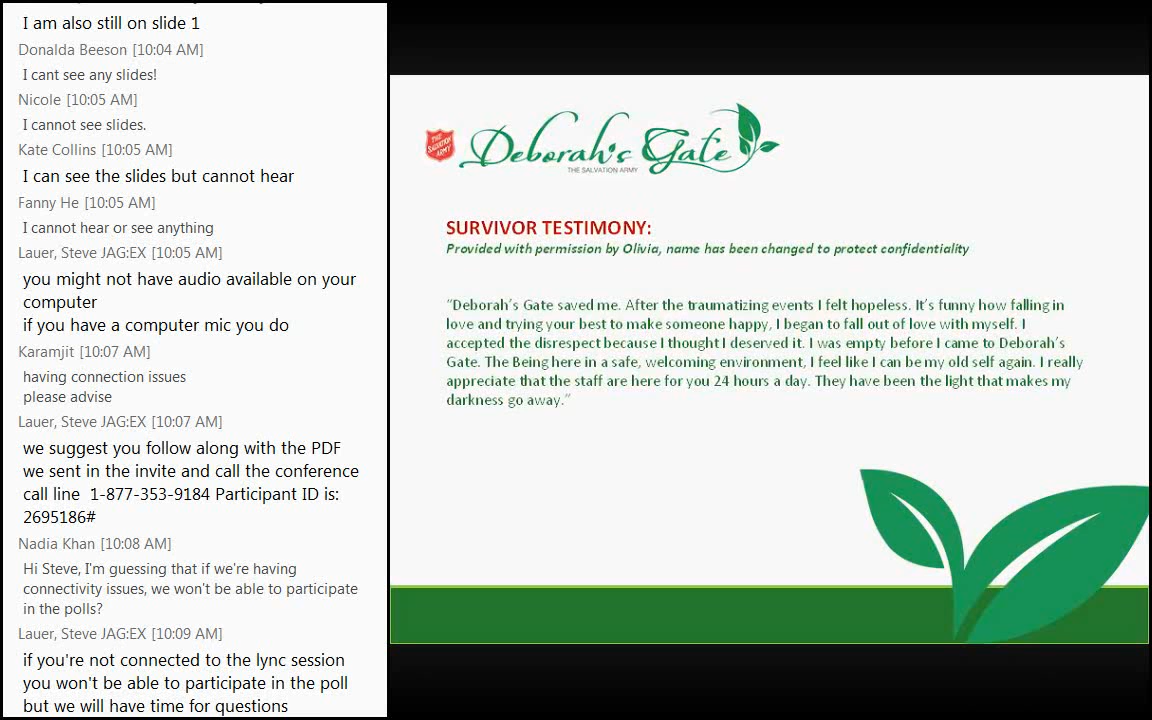 I am also still on slide 1
Donalda Beeson [10:04 AM]
I cant see any slides!
Nicole [10:05 AM]
I cannot see slides.
Kate Collins [10:05 AM]
I can see the slides but cannot hear
Fanny He [10:05 AM]
I cannot hear or see anything
Lauer, Steve JAG:EX [10:05 AM]
you might not have audio available on your
computer
if you have a computer mic you do
Karamjit [10:07 AM]
having connection issues
please advise
Lauer, Steve JAG:EX [10:07 AM]
we suggest you follow along with the PDF
we sent in the invite and call the conference
call line 1-877-353-9184 Participant ID is:
2695186#
Nadia Khan [10:08 AM]
Hi Steve, I'm guessing that if we're having
connectivity issues, we won't be able to participate
in the polls?
Lauer, Steve JAG:EX [10:09 AM]
if you're not connected to the lync session
you won't be able to participate in the poll
but we will have time for questions
THE
SALVATION
ARMY
Deborah's Gate
THE SALVATION ARMY
SURVIVOR TESTIMONY:
Provided with permission by Olivia, name has been changed to protect confidentiality
"Deborah's Gate saved me. After the traumatizing events I felt hopeless. It's funny how falling in
love and trying your best to make someone happy, I began to fall out of love with myself. I
accepted the disrespect because I thought I deserved it. I was empty before I came to Deborah's
Gate. The Being here in a safe, welcoming environment, I feel like I can be my old self again. I really
appreciate that the staff are here for you 24 hours a day. They have been the light that makes my
darkness go away."